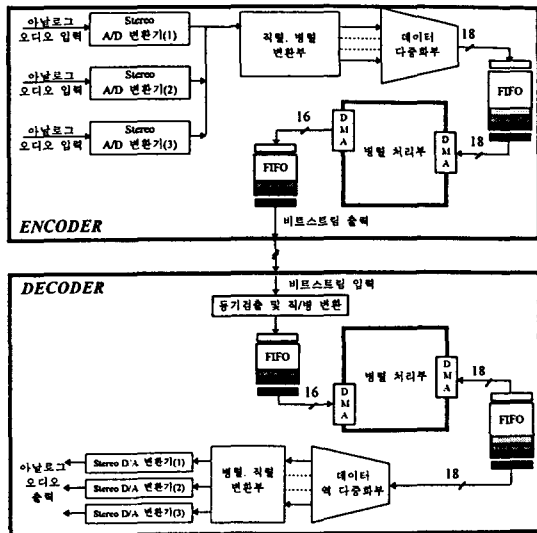 아날로그
오디오 입력
Stereo
A/D 변환기(1)
직렬, 병렬
변환부
데이터
다중화부
18
FIFO
아날로그
오디오 입력
Stereo
A/D 변환기(2)
아날로그
오디오 입력
Stereo
A/D 변환기(3)
FIFO
16
DMA
병렬 처리부
DMA
18
비트스트림 출력
ENCODER
DECODER
비트스트림 입력
동기검출 및 직/병 변환
FIFO
16
DMA
병렬 처리부
DMA
18
FIFO
아날로그
오디오
출력
Stereo D/A 변환기(1)
Stereo D/A 변환기(2)
Stereo D/A 변환기(3)
병렬, 직렬
변환부
데이터
역 다중화부
18